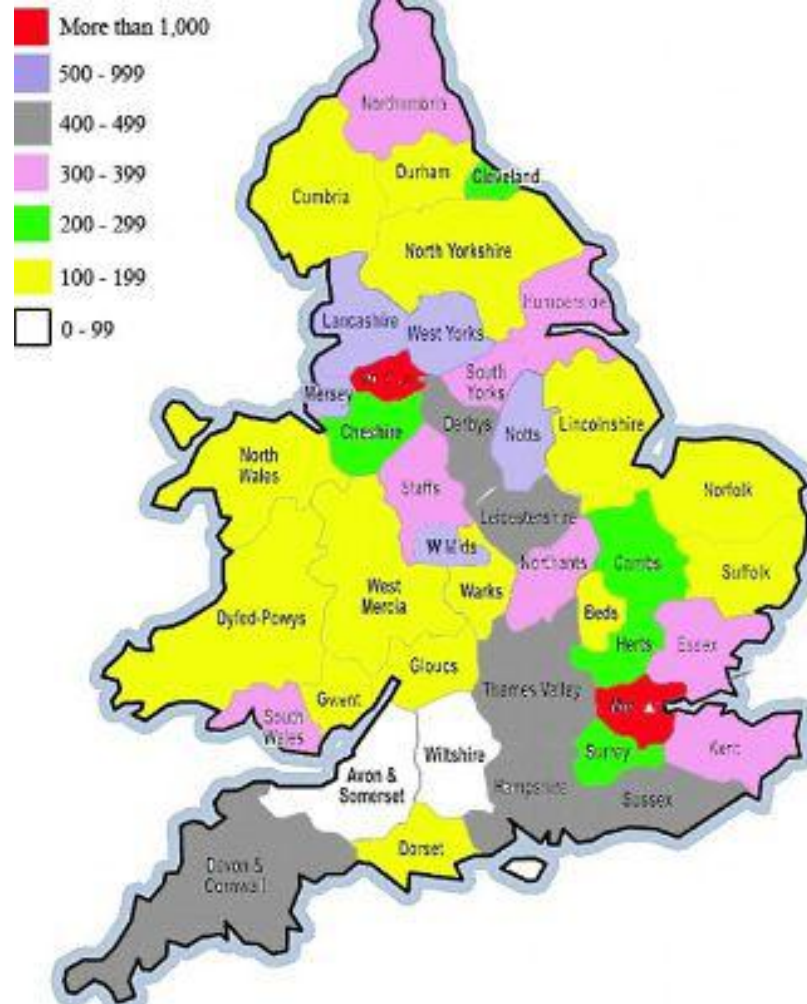 More than 1,000
500 - 999
400 - 499
300 - 399
200 - 299
100 - 199
0 - 99
Northumbria
Cumbria
Durham
Cleveland
North Yorkshire
Humberside
Lancashire
West Yorks
Mersey
South
Yorks
Cheshire
Derbys
Notts
Lincolnshire
North
Wales
Staffs
Leicestershire
Norfolk
W Mids
Northants
Cambs
Suffolk
West
Mercia
Warks
Beds
Dyfed-Powys
Herts
Essex
Gloucs
Gwent
Thames Valley
South
Wales
Avon &
Somerset
Wiltshire
Surrey
Kent
Hampshire
Sussex
Dorset
Devon &
Cornwall